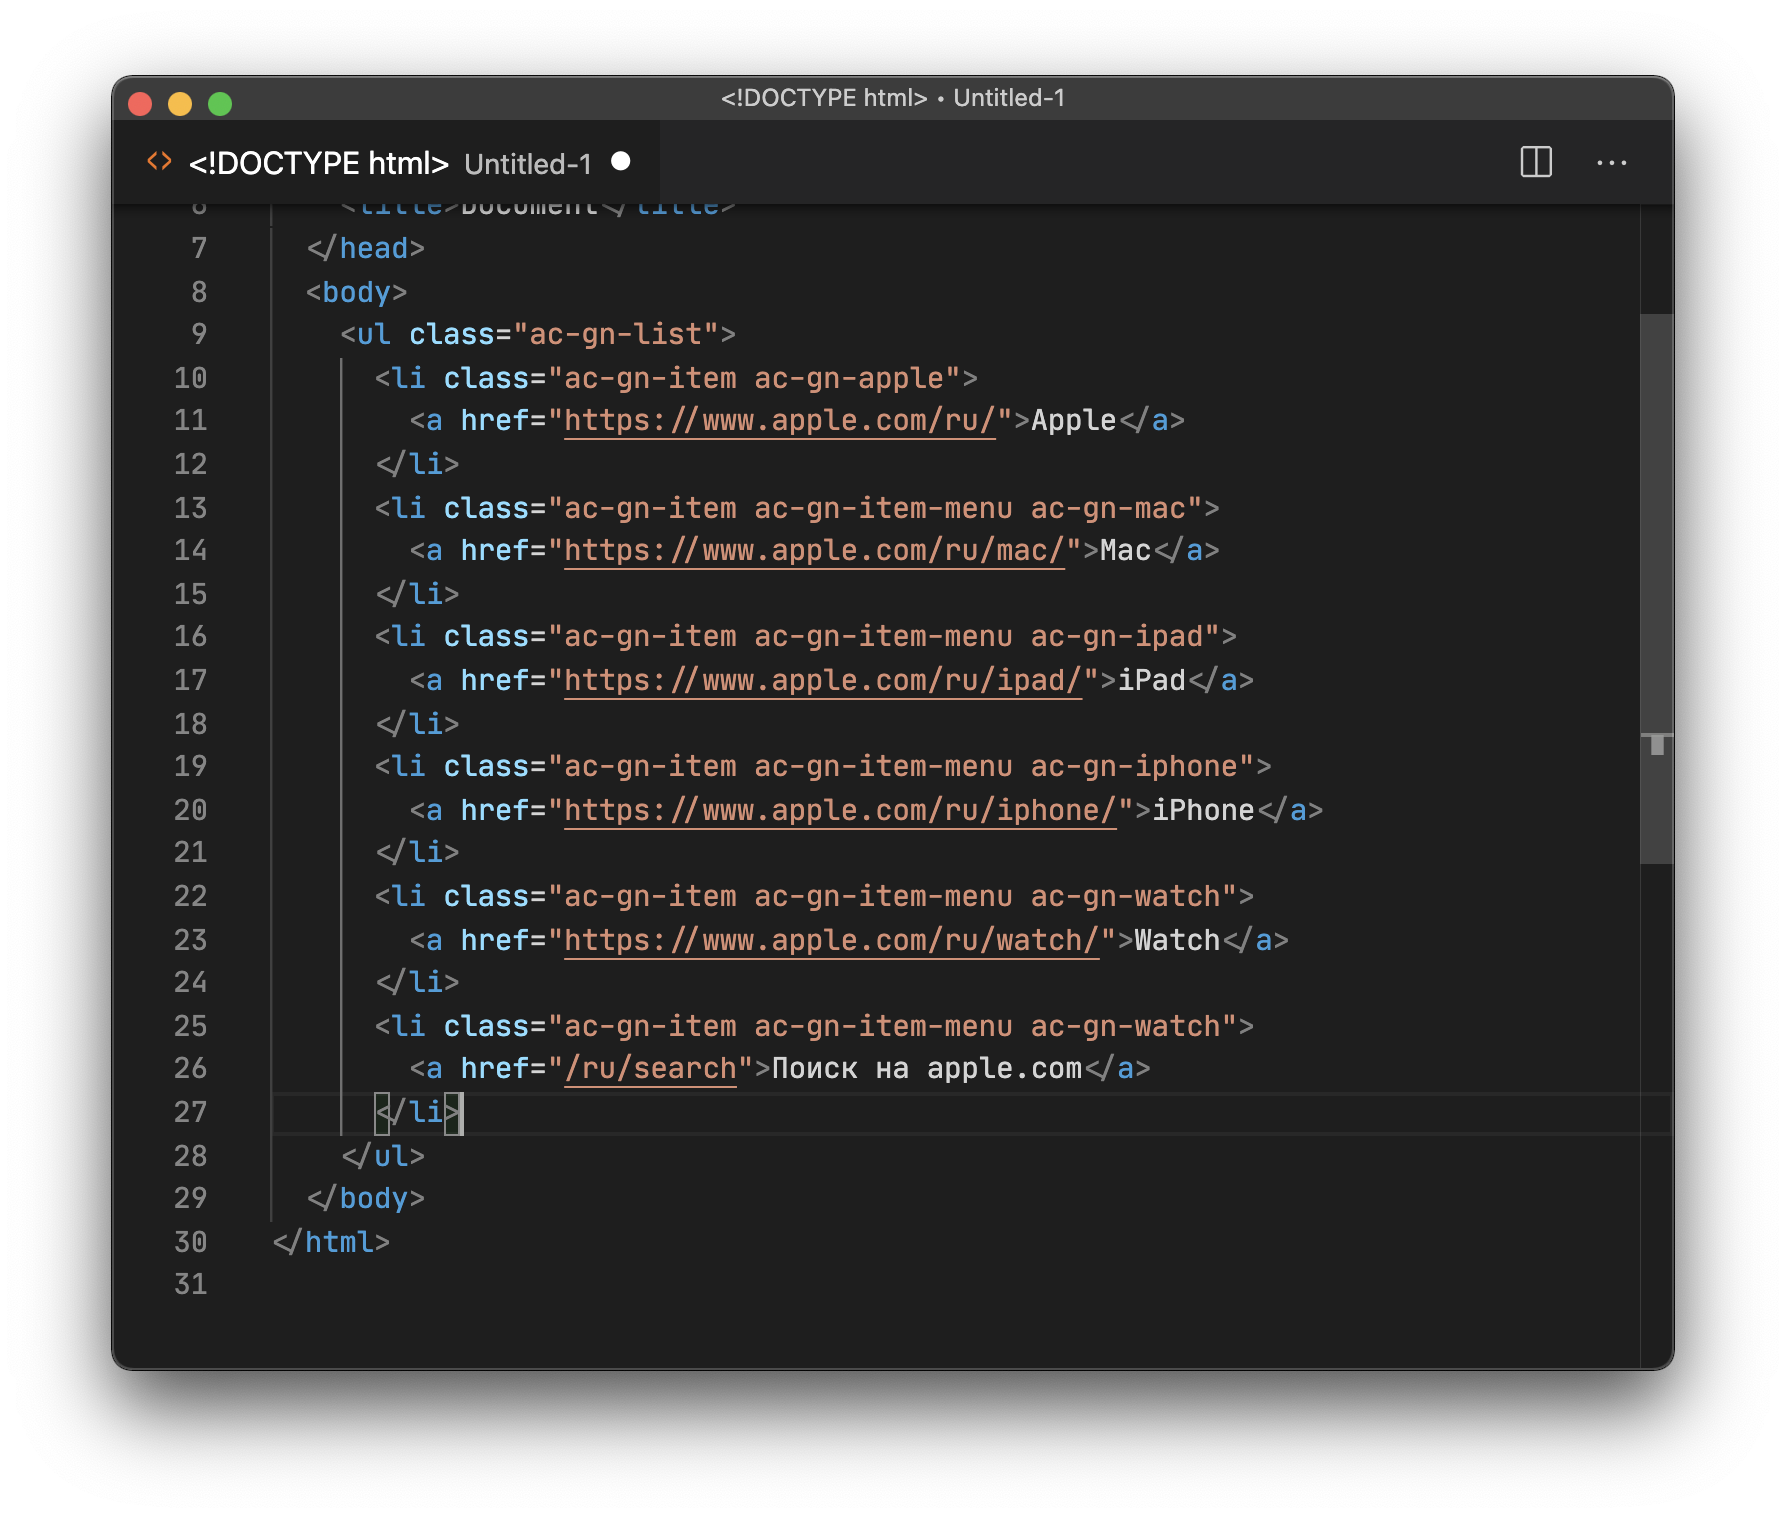 <!DOCTYPE html> • Untitled-1
<> <!DOCTYPE html> Untitled-1
6 <title>Document</title>
7 </head>
8 <body>
9 <ul class="ac-gn-list">
10 <li class="ac-gn-item ac-gn-apple">
11 <a href="https://www.apple.com/ru/">Apple</a>
12 </li>
13 <li class="ac-gn-item ac-gn-item-menu ac-gn-mac">
14 <a href="https://www.apple.com/ru/mac/">Mac</a>
15 </li>
16 <li class="ac-gn-item ac-gn-item-menu ac-gn-ipad">
17 <a href="https://www.apple.com/ru/ipad/">iPad</a>
18 </li>
19 <li class="ac-gn-item ac-gn-item-menu ac-gn-iphone">
20 <a href="https://www.apple.com/ru/iphone/">iPhone</a>
21 </li>
22 <li class="ac-gn-item ac-gn-item-menu ac-gn-watch">
23 <a href="https://www.apple.com/ru/watch/">Watch</a>
24 </li>
25 <li class="ac-gn-item ac-gn-item-menu ac-gn-watch">
26 <a href="/ru/search">Поиск на apple.com</a>
27 </li>
28 </ul>
29 </body>
30 </html>
31